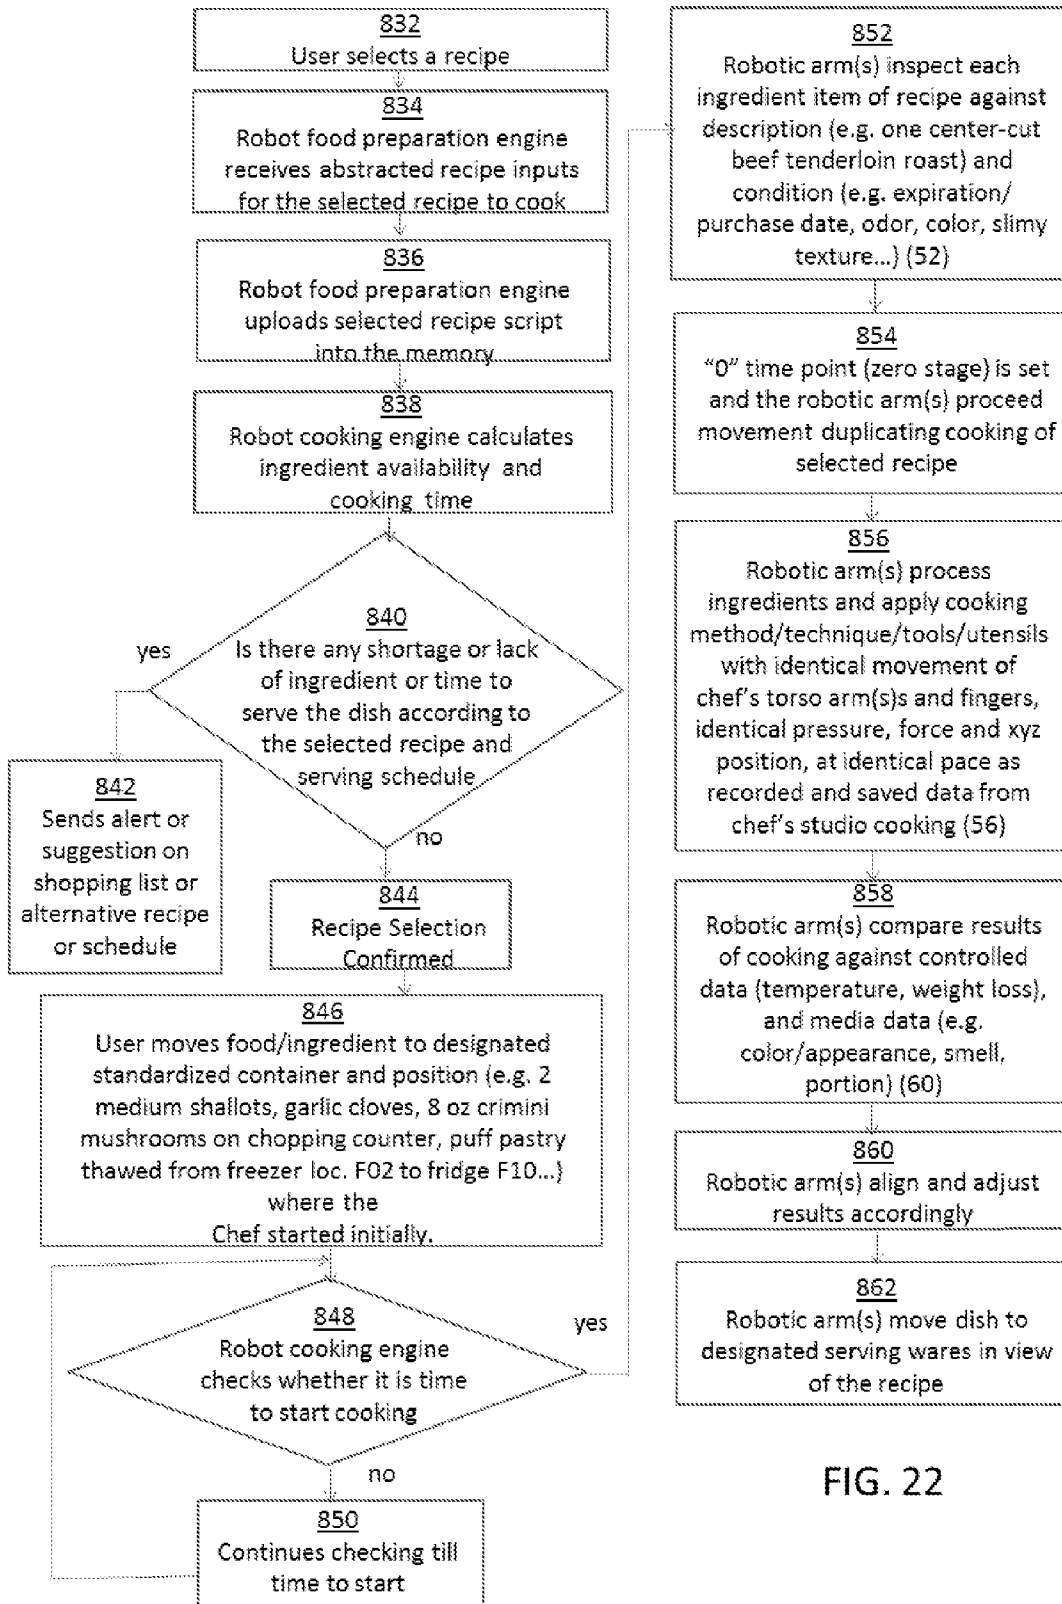 832
User selects a recipe
834
Robot food preparation engine
receives abstracted recipe inputs
for the selected recipe to cook
836
Robot food preparation engine
uploads selected recipe script
into the memory
838
Robot cooking engine calculates
ingredient availability and
cooking time
840
yes
Is there any shortage or lack
of ingredient or time to
serve the dish according to
the selected recipe and
serving schedule
842
Sends alert or
suggestion on
shopping list or
alternative recipe
or schedule
no
844
Recipe Selection
Confirmed
846
User moves food/ingredient to designated
standardized container and position (e.g. 2
medium shallots, garlic cloves, 8 oz crimini
mushrooms on chopping counter, puff pastry
thawed from freezer loc. F02 to fridge F10...)
where the
Chef started initially.
848
yes
Robot cooking engine
checks whether it is time
to start cooking
no
850
Continues checking till
time to start
852
Robotic arm(s) inspect each
ingredient item of recipe against
description (e.g. one center-cut
beef tenderloin roast) and
condition (e.g. expiration/
purchase date, odor, color, slimy
texture...) (52)
854
"0" time point (zero stage) is set
and the robotic arm(s) proceed
movement duplicating cooking of
selected recipe
856
Robotic arm(s) process
ingredients and apply cooking
method/technique/tools/utensils
with identical movement of
chef's torso arm(s)s and fingers,
identical pressure, force and xyz
position, at identical pace as
recorded and saved data from
chef's studio cooking (56)
858
Robotic arm(s) compare results
of cooking against controlled
data (temperature, weight loss),
and media data (e.g.
color/appearance, smell,
portion) (60)
860
Robotic arm(s) align and adjust
results accordingly
862
Robotic arm(s) move dish to
designated serving wares in view
of the recipe
FIG. 22